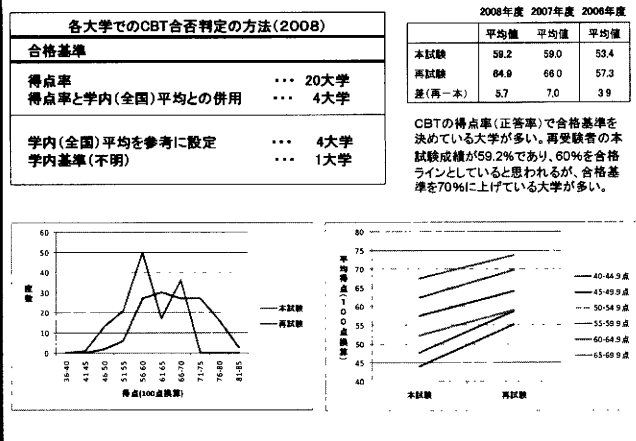 各大学でのCBT合否判定の方法(2008)
合格基準
得点率 … 20大学
得点率と学内(全国)平均との併用 … 4大学
学内(全国)平均を参考に設定 … 4大学
学内基準(不明) … 1大学
2008年度 2007年度 2006年度
平均値 平均値 平均値
本試験 59.2 59.0 53.4
再試験 64.9 66.0 57.3
差(再-本) 5.7 7.0 3.9
CBTの得点率(正答率)で合格基準を
決めている大学が多い。再受験者の本
試験成績が59.2%であり、60%を合格
ラインとしていると思われるが、合格基
準を70%に上げている大学が多い。
60
50
40
30
20
10
0
度数
36-40 41-45 46-50 51-55 56-60 61-65 66-70 71-75 76-80 81-85
得点(100点換算)
本試験
再試験
80
75
70
65
60
55
50
45
40
平均得点(100点換算)
本試験 再試験
40-44.9点
45-49.9点
50-54.9点
55-59.9点
60-64.9点
65-69.9点